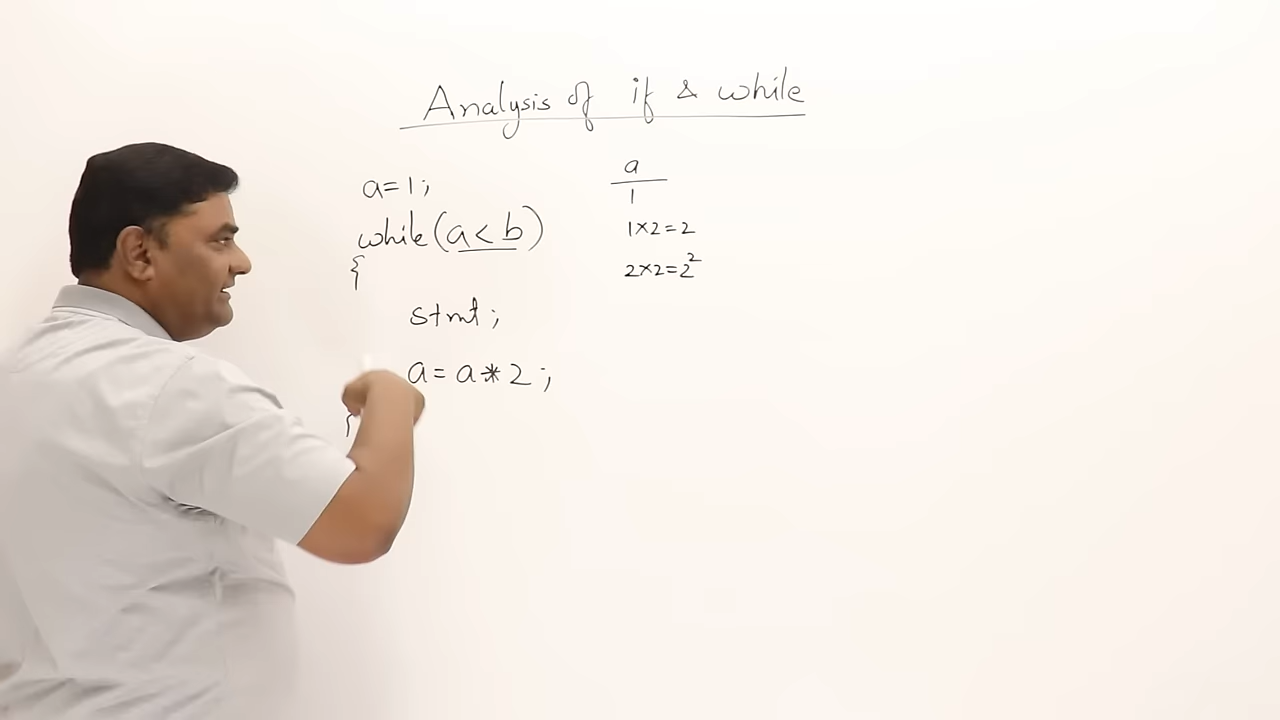 Analysis of if & while
a=1;
while(a<b)
{
stmt;
a=a*2;
a
1
1×2=2
2×2=2²